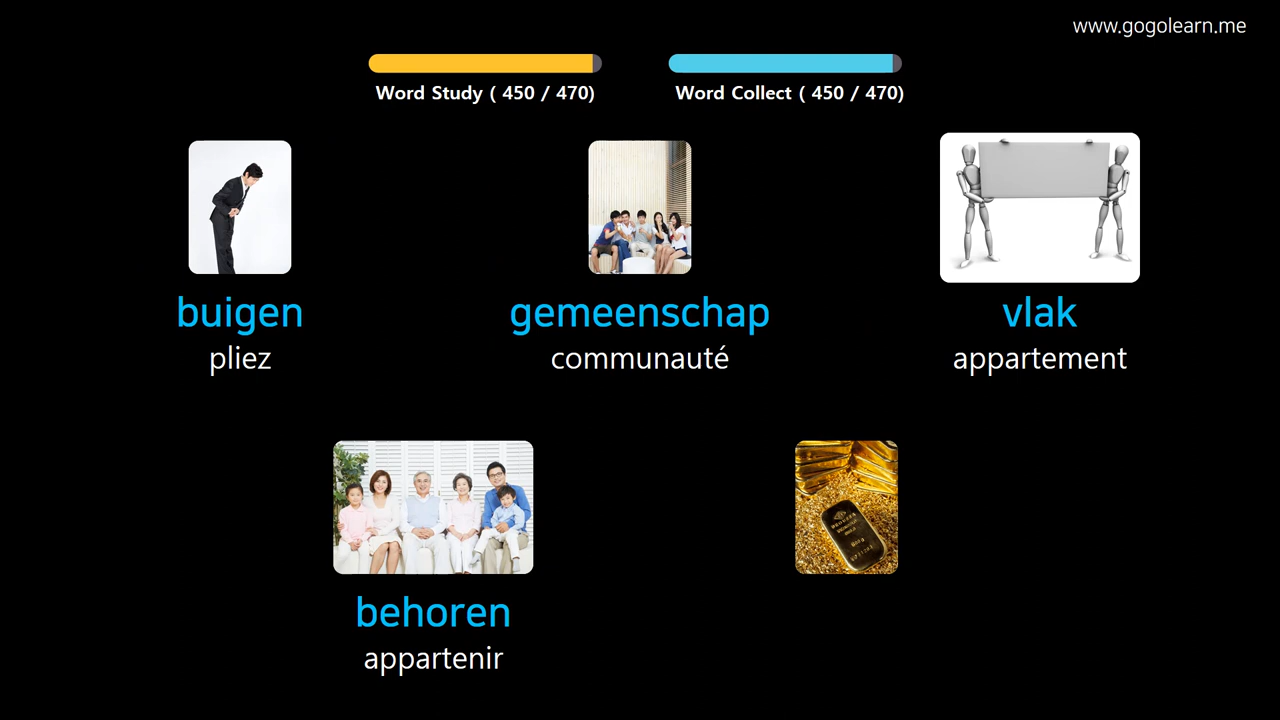 www.gogolearn.me
Word Study ( 450 / 470)
Word Collect ( 450 / 470)
buigen
pliez
gemeenschap
communauté
vlak
appartement
behoren
appartenir